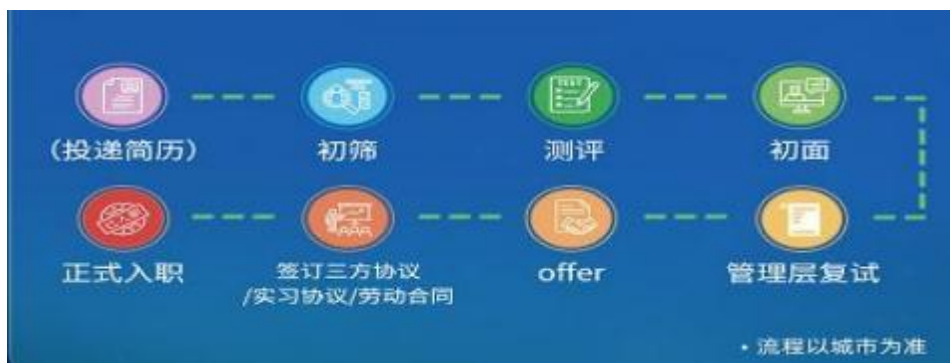 (投递简历)
初筛
测评
初面
管理层复试
offer
签订三方协议
/实习协议/劳动合同
正式入职
•流程以城市为准